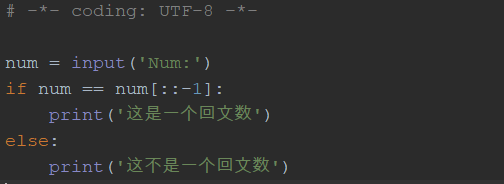 # -*- coding: UTF-8 -*-
num = input('Num:')
if num == num[::-1]:
    print('这是一个回文数')
else:
    print('这不是一个回文数')